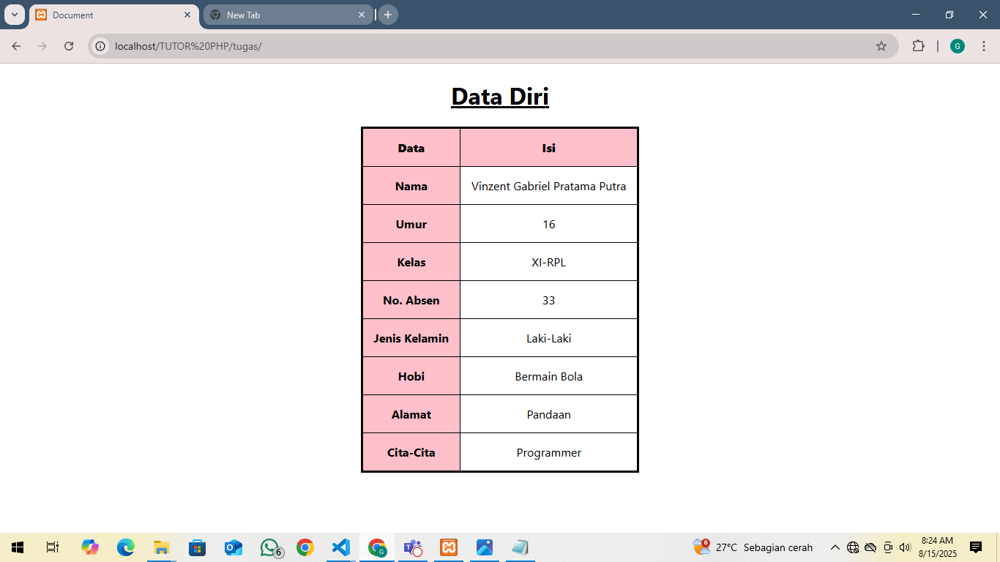 Document
New Tab
localhost/TUTOR%20PHP/tugas/
G
Data Diri
Data Isi
Nama Vinzent Gabriel Pratama Putra
Umur 16
Kelas XI-RPL
No. Absen 33
Jenis Kelamin Laki-Laki
Hobi Bermain Bola
Alamat Pandaan
Cita-Cita Programmer
6 G 6 27°C Sebagian cerah 8:24 AM
8/15/2025